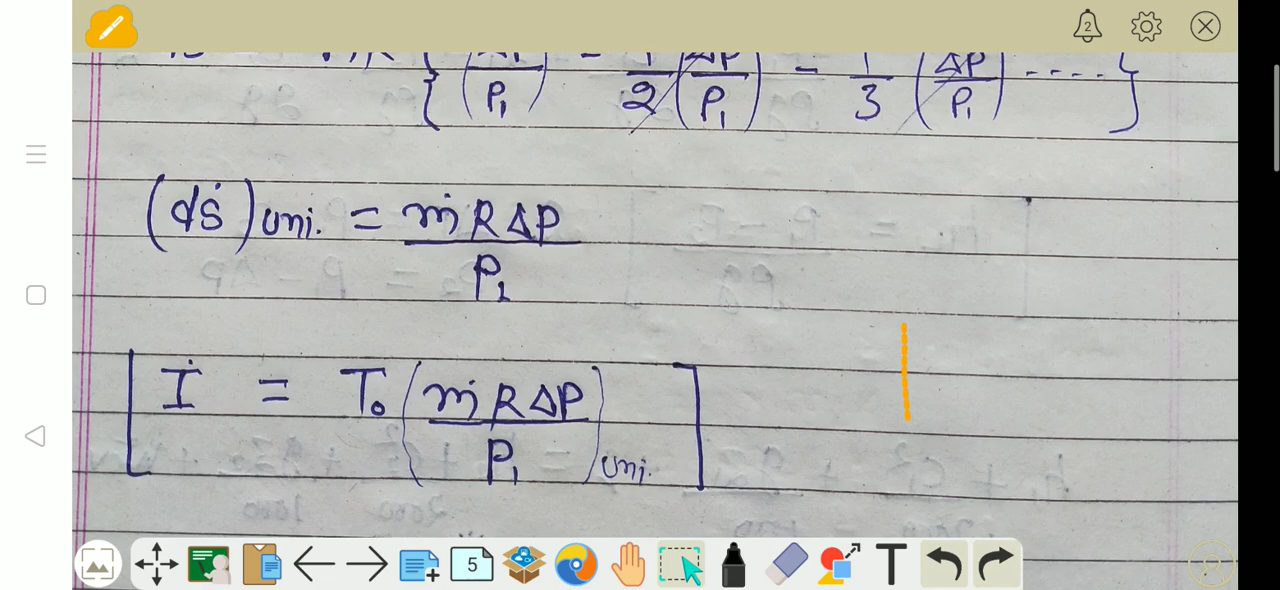 { (ΔP/P₁) - 1/2 (ΔP/P₁) - 1/3 (ΔP/P₁) ---- }
(dṡ)uni. = ṁRΔP/P₁
[ İ = T₀ (ṁRΔP/P₁)uni. ]
2
5
T